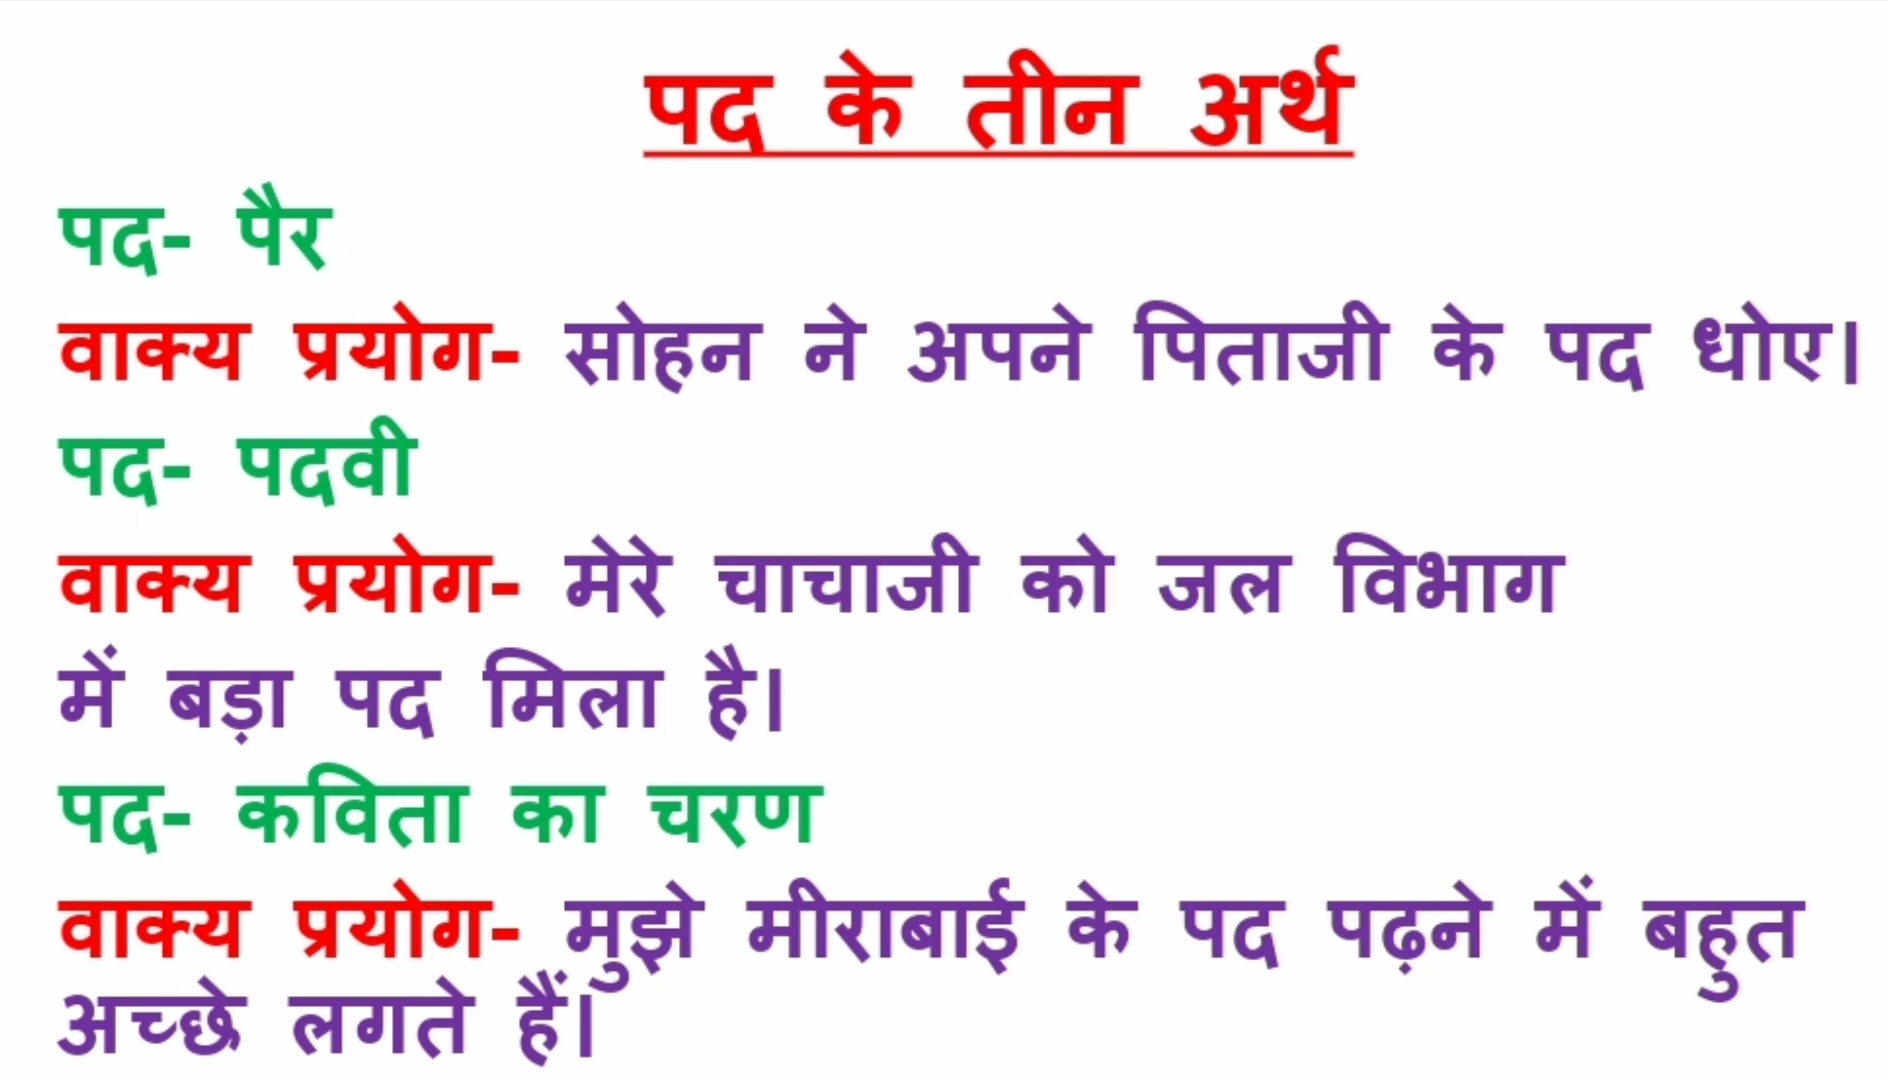 पद के तीन अर्थ
पद- पैर
वाक्य प्रयोग- सोहन ने अपने पिताजी के पद धोए।
पद- पदवी
वाक्य प्रयोग- मेरे चाचाजी को जल विभाग
में बड़ा पद मिला है।
पद- कविता का चरण
वाक्य प्रयोग- मुझे मीराबाई के पद पढ़ने में बहुत
अच्छे लगते हैं।